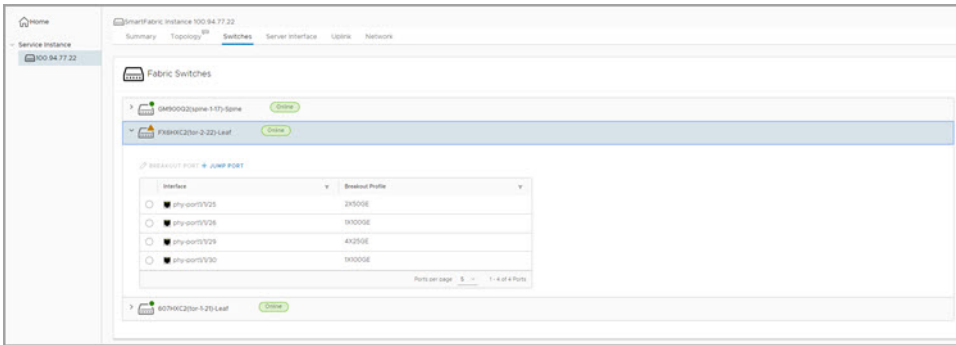 Home
SmartFabric Instance 100.94.77.22
Service Instance
100.94.77.22
Summary Topology Switches Server Interface Uplink Network
Fabric Switches
GM900G2(spine-1-17)-Spine Online
FX6HXC2(tor-2-22)-Leaf Online
BREAKOUT PORT + JUMP PORT
Interface Breakout Profile
phy-port1/1/25 2X50GE
phy-port1/1/26 1X100GE
phy-port1/1/29 4X25GE
phy-port1/1/30 1X100GE
Ports per page 5 1 - 4 of 4 Ports
607HXC2(tor-1-21)-Leaf Online